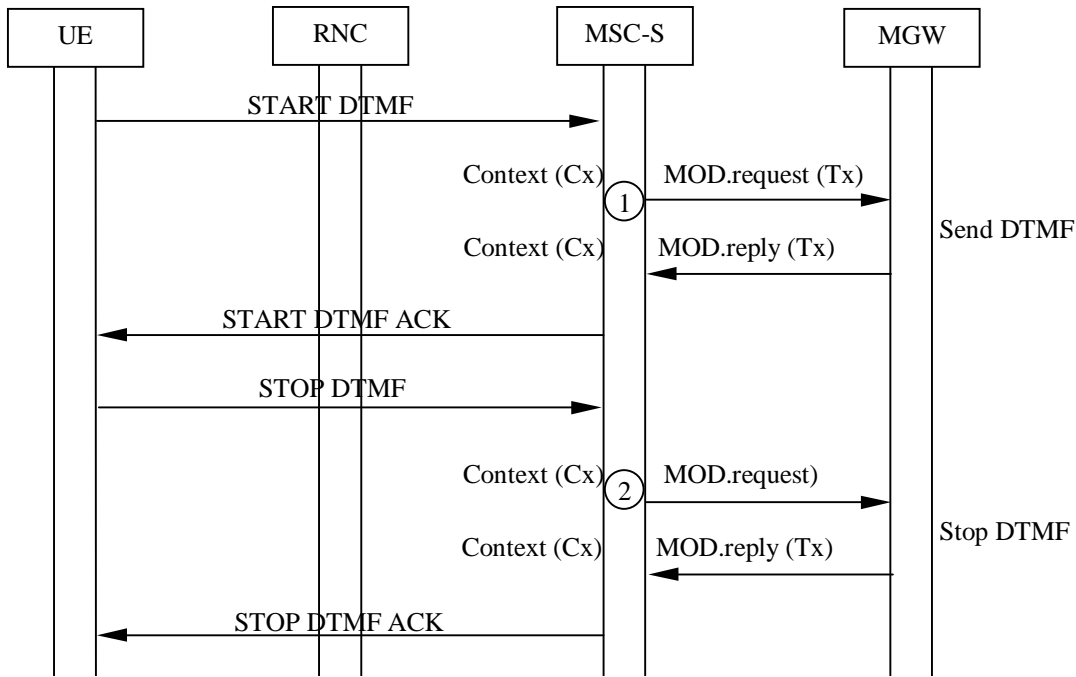 UE
RNC
MSC-S
MGW
START DTMF
Context (Cx)
MOD.request (Tx)
1
Send DTMF
Context (Cx)
MOD.reply (Tx)
START DTMF ACK
STOP DTMF
Context (Cx)
MOD.request)
2
Stop DTMF
Context (Cx)
MOD.reply (Tx)
STOP DTMF ACK